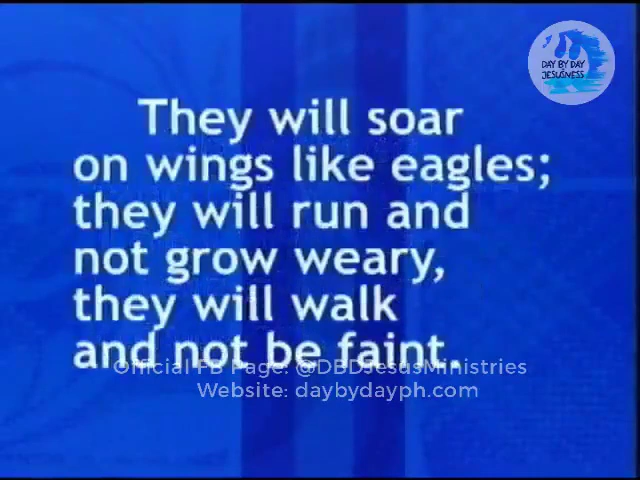 DAY BY DAY
JESUSNESS
They will soar
on wings like eagles;
they will run and
not grow weary,
they will walk
and not be faint.
Official FB Page: @DBDJesusMinistries
Website: daybydayph.com